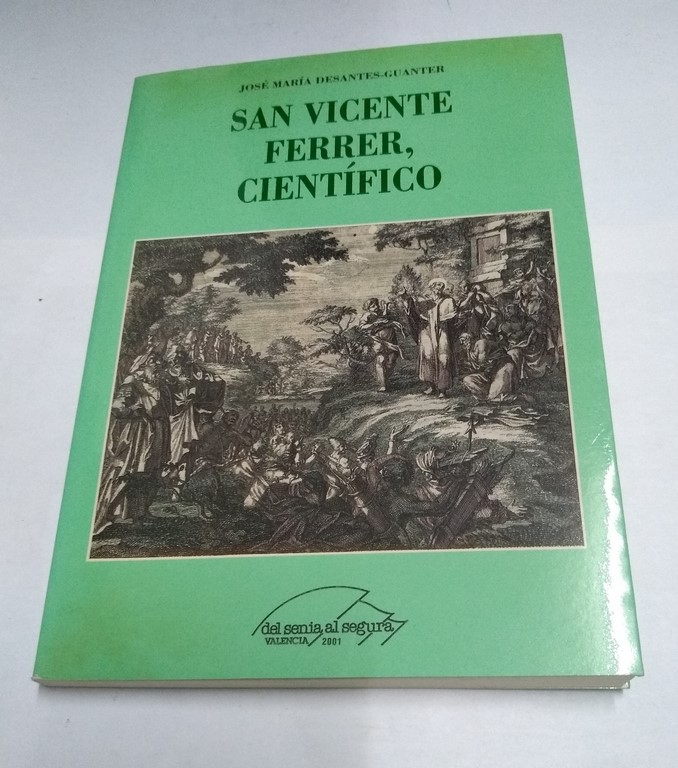 JOSÉ MARÍA DESANTES-GUANTER
SAN VICENTE
FERRER,
CIENTÍFICO
del senia al segura
VALENCIA 2001